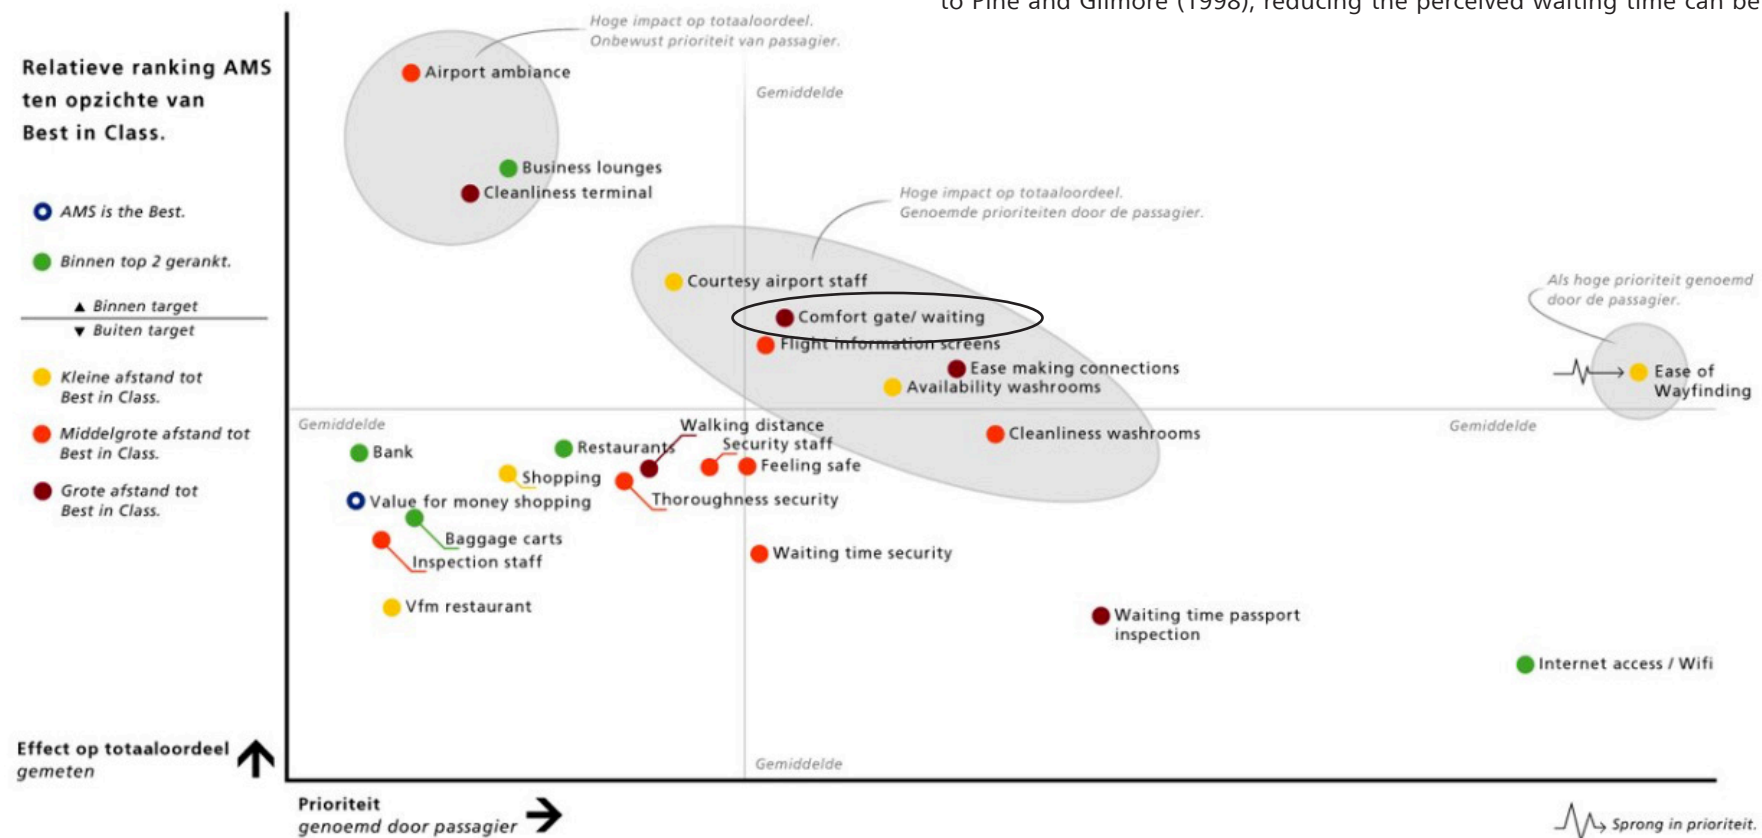 to Pine and Gilmore (1998), reducing the perceived waiting time can be
Relatieve ranking AMS
ten opzichte van
Best in Class.
AMS is the Best.
Binnen top 2 gerankt.
▲ Binnen target
▼ Buiten target
Kleine afstand tot
Best in Class.
Middelgrote afstand tot
Best in Class.
Grote afstand tot
Best in Class.
Effect op totaaloordeel
gemeten
Hoge impact op totaaloordeel.
Onbewust prioriteit van passagier.
Airport ambiance
Gemiddelde
Business lounges
Cleanliness terminal
Hoge impact op totaaloordeel.
Genoemde prioriteiten door de passagier.
Courtesy airport staff
Comfort gate/ waiting
Flight information screens
Ease making connections
Availability washrooms
Als hoge prioriteit genoemd
door de passagier.
Ease of
Wayfinding
Gemiddelde
Gemiddelde
Cleanliness washrooms
Walking distance
Security staff
Bank
Restaurants
Feeling safe
Shopping
Thoroughness security
Value for money shopping
Baggage carts
Inspection staff
Waiting time security
Vfm restaurant
Waiting time passport
inspection
Internet access / Wifi
Gemiddelde
Prioriteit
genoemd door passagier
Sprong in prioriteit.